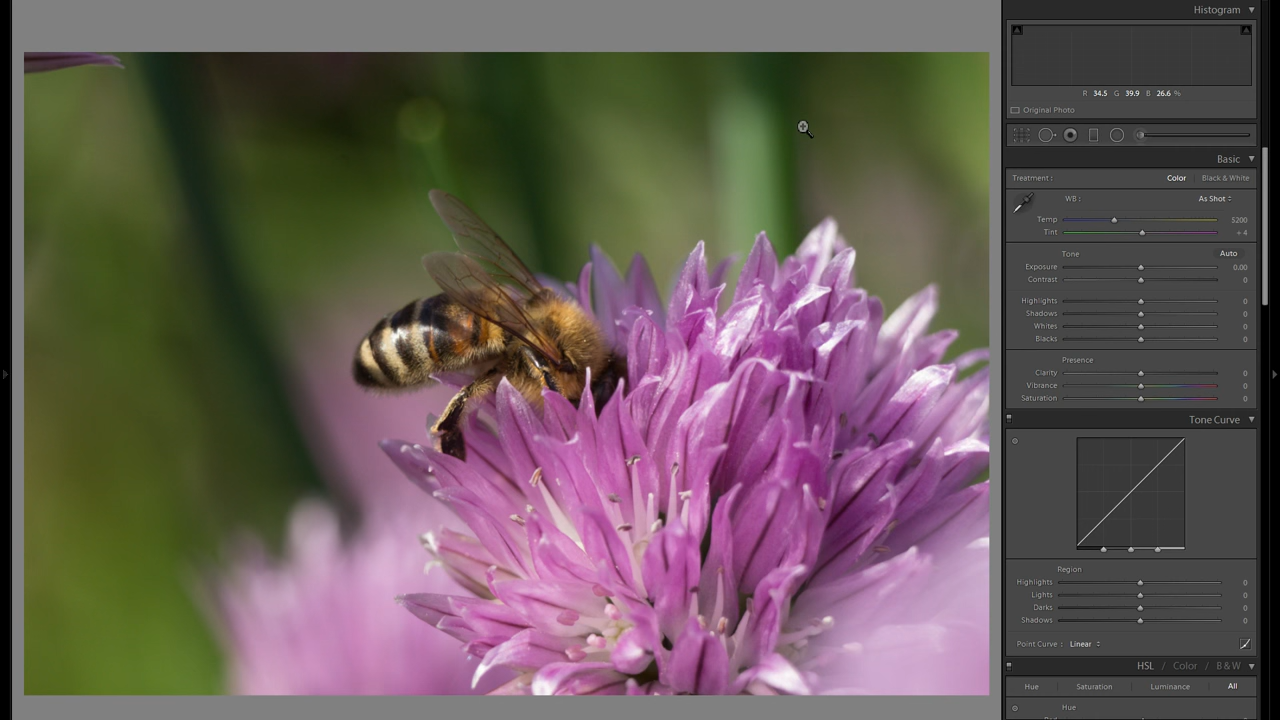 Histogram
R 34.5 G 39.9 B 26.6 %
Original Photo
Basic
Treatment : Color Black & White
WB : As Shot
Temp 5200
Tint + 4
Tone Auto
Exposure 0.00
Contrast 0
Highlights 0
Shadows 0
Whites 0
Blacks 0
Presence
Clarity 0
Vibrance 0
Saturation 0
Tone Curve
Region
Highlights 0
Lights 0
Darks 0
Shadows 0
Point Curve : Linear
HSL / Color / B & W
Hue Saturation Luminance All
Hue